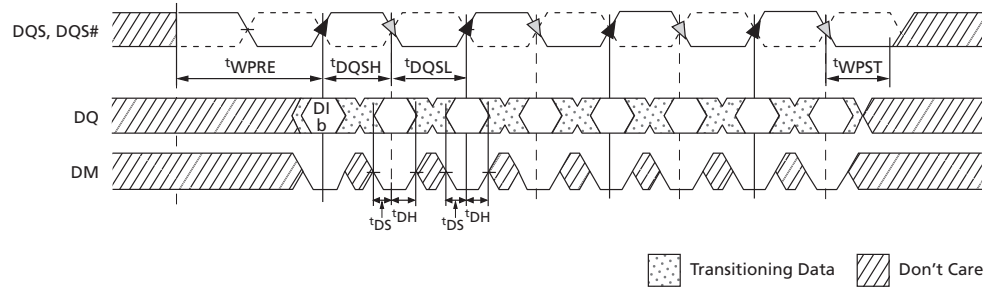 DQS, DQS#
tWPRE
tDQSH
tDQSL
tWPST
DQ
DI
b
DM
tDS
tDH
tDS
tDH
Transitioning Data
Don't Care